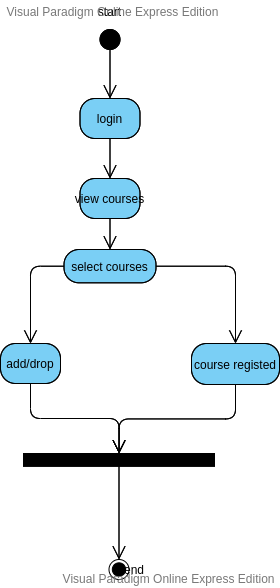 Visual Paradigm Online Express Edition
start
login
view courses
select courses
add/drop
course registed
end
Visual Paradigm Online Express Edition